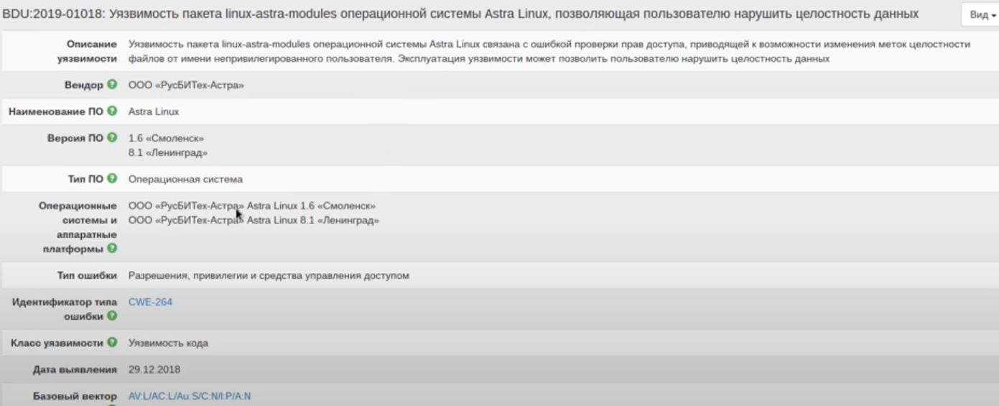 BDU:2019-01018: Уязвимость пакета linux-astra-modules операционной системы Astra Linux, позволяющая пользователю нарушить целостность данных
Вид
Описание уязвимости
Уязвимость пакета linux-astra-modules операционной системы Astra Linux связана с ошибкой проверки прав доступа, приводящей к возможности изменения меток целостности
файлов от имени непривилегированного пользователя. Эксплуатация уязвимости может позволить пользователю нарушить целостность данных
Вендор ? ООО «РусБИТех-Астра»
Наименование ПО ? Astra Linux
Версия ПО ? 1.6 «Смоленск»
8.1 «Ленинград»
Тип ПО ? Операционная система
Операционные
системы и
аппаратные
платформы ?
ООО «РусБИТех-Астра» Astra Linux 1.6 «Смоленск»
ООО «РусБИТех-Астра» Astra Linux 8.1 «Ленинград»
Тип ошибки Разрешения, привилегии и средства управления доступом
Идентификатор типа
ошибки ?
CWE-264
Класс уязвимости ? Уязвимость кода
Дата выявления 29.12.2018
Базовый вектор AV:L/AC:L/Au:S/C:N/I:P/A:N